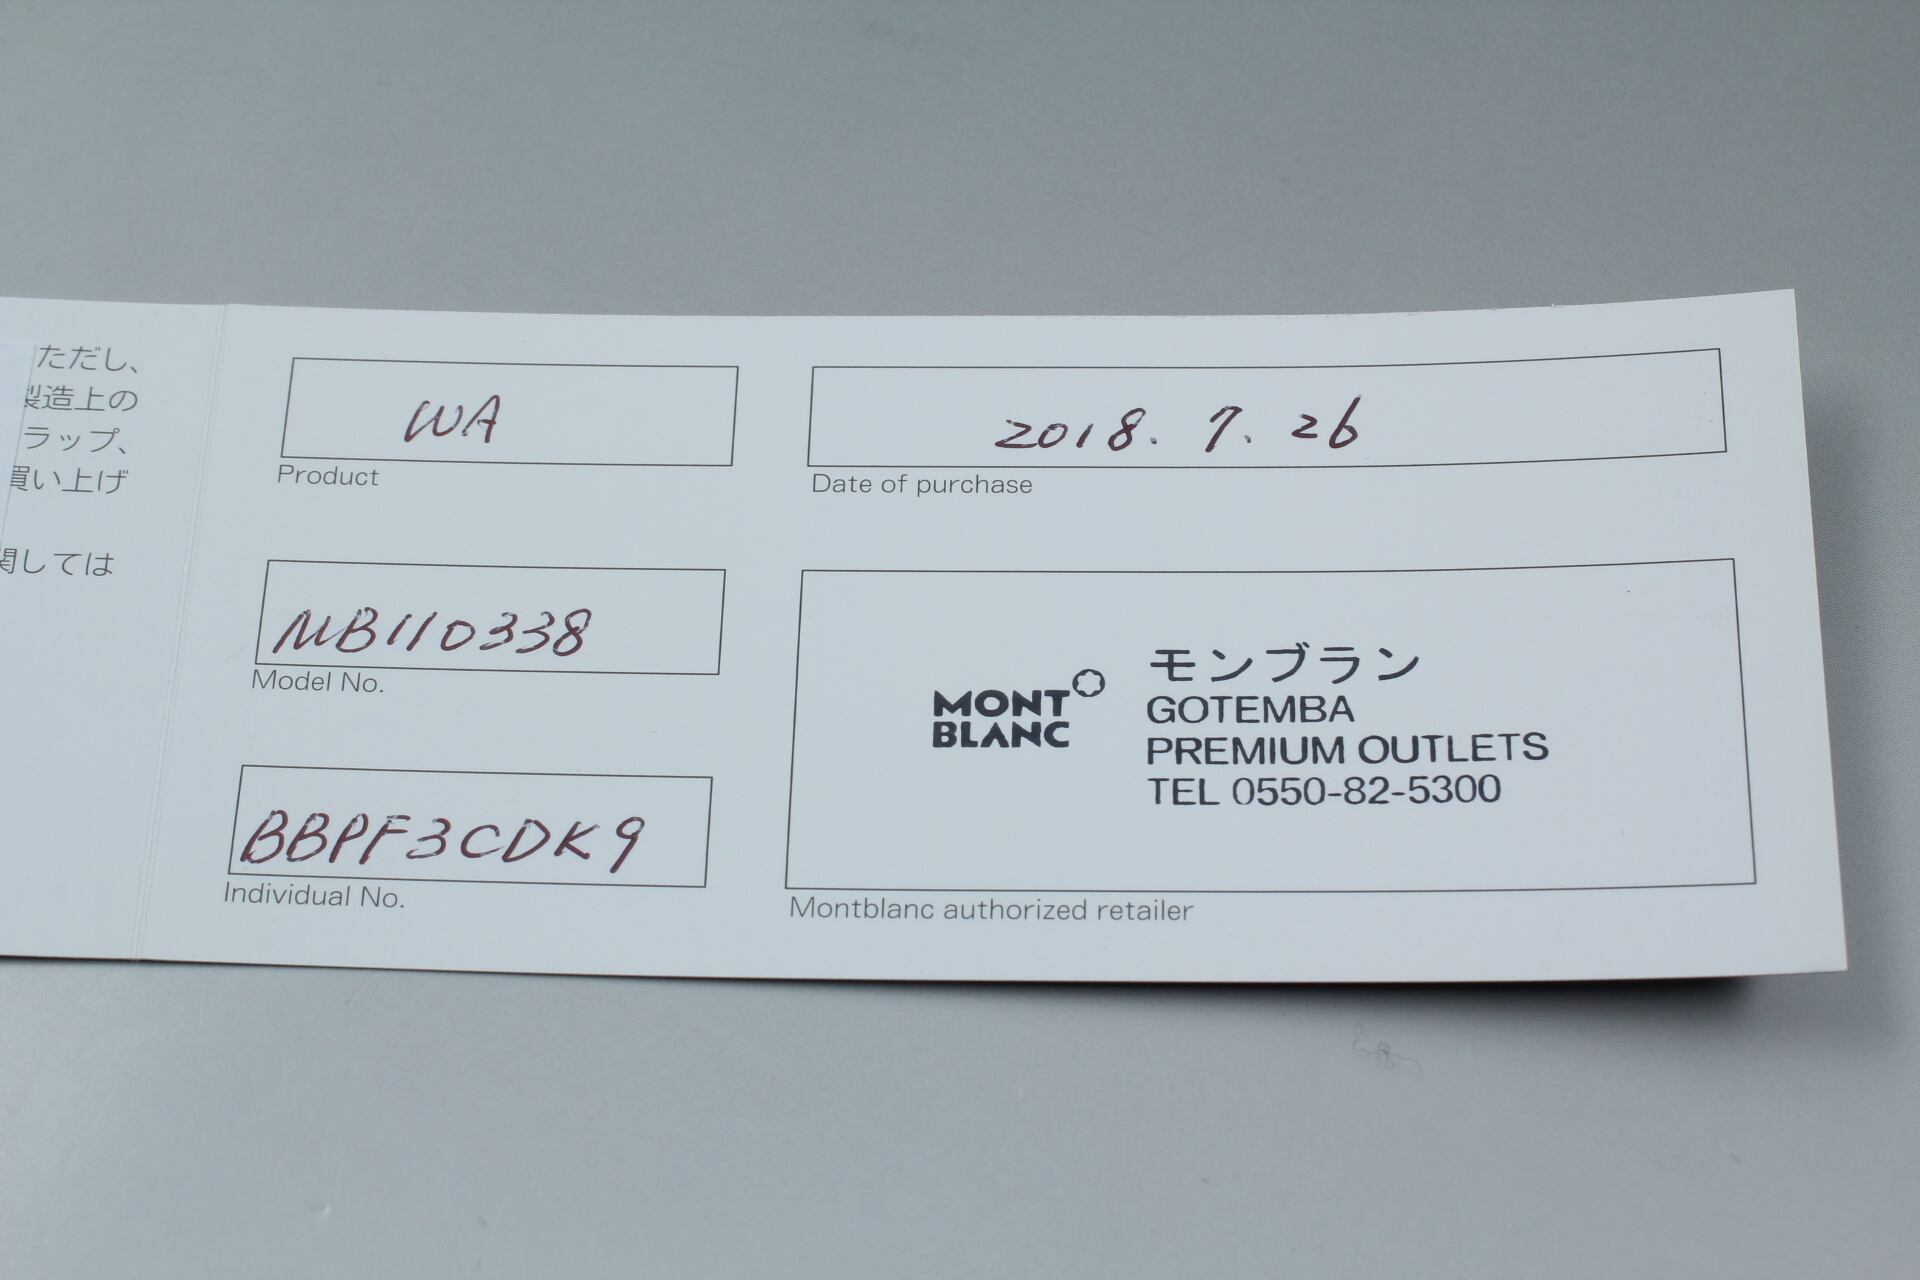 ただし、
製造上の
ラップ、
買い上げ
関しては
WA
Product
2018. 7. 26
Date of purchase
MB110338
Model No.
BBPF3CDK9
Individual No.
MONT
BLANC
モンブラン
GOTEMBA
PREMIUM OUTLETS
TEL 0550-82-5300
Montblanc authorized retailer